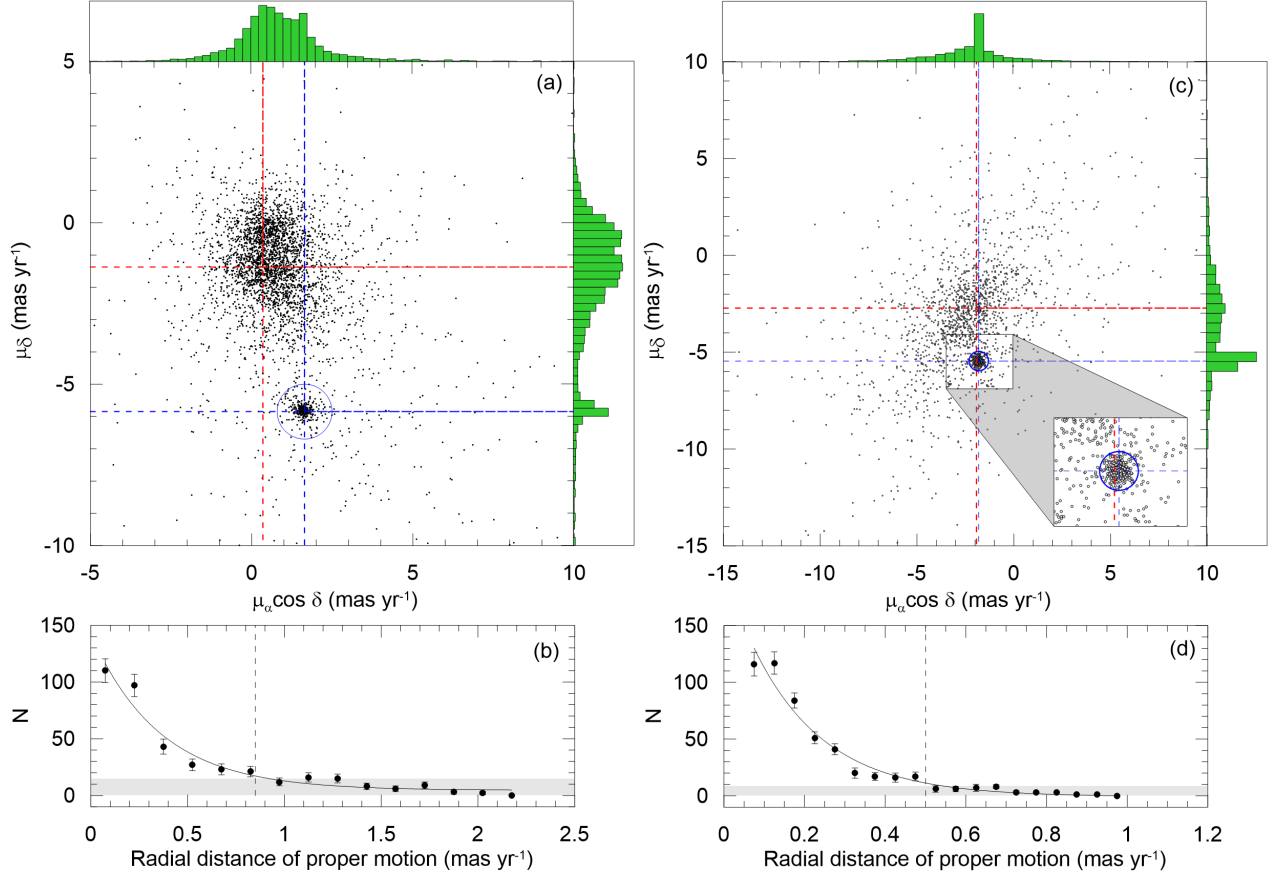 (a)
5
0
-5
-10
μδ (mas yr-1)
-5 0 5 10
μαcos δ (mas yr-1)
(c)
10
5
0
-5
-10
-15
μδ (mas yr-1)
-15 -10 -5 0 5 10
μαcos δ (mas yr-1)
(b)
150
100
50
0
N
0 0.5 1 1.5 2 2.5
Radial distance of proper motion (mas yr-1)
(d)
150
100
50
0
N
0 0.2 0.4 0.6 0.8 1 1.2
Radial distance of proper motion (mas yr-1)